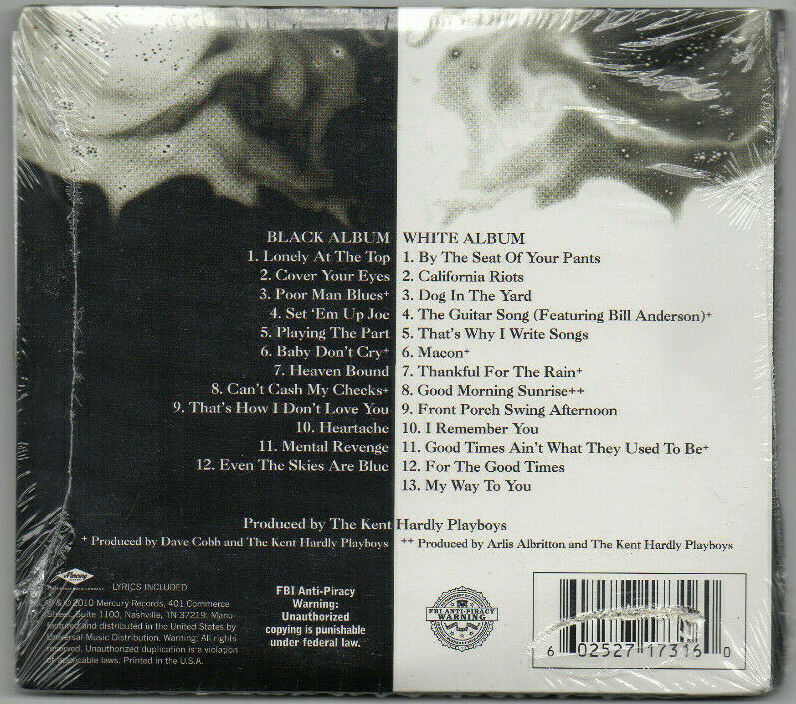 BLACK ALBUM
1. Lonely At The Top
2. Cover Your Eyes
3. Poor Man Blues+
4. Set ‘Em Up Joe
5. Playing The Part
6. Baby Don’t Cry+
7. Heaven Bound
8. Can’t Cash My Checks+
9. That’s How I Don’t Love You
10. Heartache
11. Mental Revenge
12. Even The Skies Are Blue
WHITE ALBUM
1. By The Seat Of Your Pants
2. California Riots
3. Dog In The Yard
4. The Guitar Song (Featuring Bill Anderson)+
5. That’s Why I Write Songs
6. Macon+
7. Thankful For The Rain+
8. Good Morning Sunrise++
9. Front Porch Swing Afternoon
10. I Remember You
11. Good Times Ain’t What They Used To Be+
12. For The Good Times
13. My Way To You
Produced by The Kent Hardly Playboys
+ Produced by Dave Cobb and The Kent Hardly Playboys
++ Produced by Arlis Albritton and The Kent Hardly Playboys
Mercury
LYRICS INCLUDED
℗ & © 2010 Mercury Records, 401 Commerce
Street, Suite 1100, Nashville, TN 37219. Manu-
factured and distributed in the United States by
Universal Music Distribution. Warning: All rights
reserved. Unauthorized duplication is a violation
of applicable laws. Printed in the U.S.A.
FBI Anti-Piracy
Warning:
Unauthorized
copying is punishable
under federal law.
FBI ANTI-PIRACY
WARNING
6 02527 17316 0